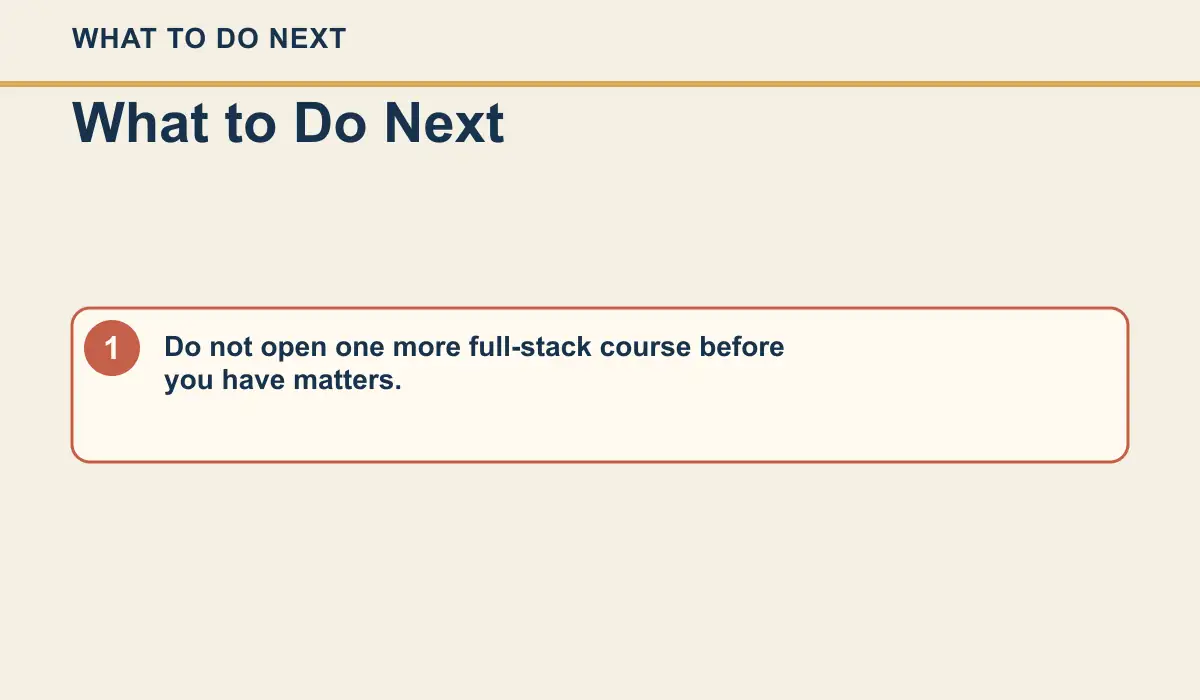 WHAT TO DO NEXT
What to Do Next
1
Do not open one more full-stack course before
you have matters.